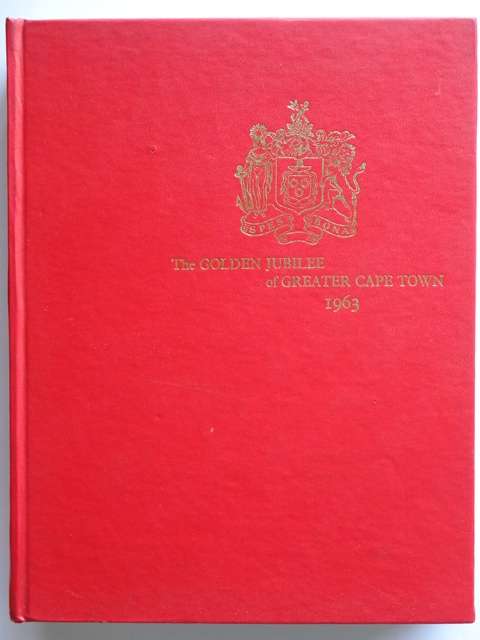 SPES BONA
The GOLDEN JUBILEE
of GREATER CAPE TOWN
1963